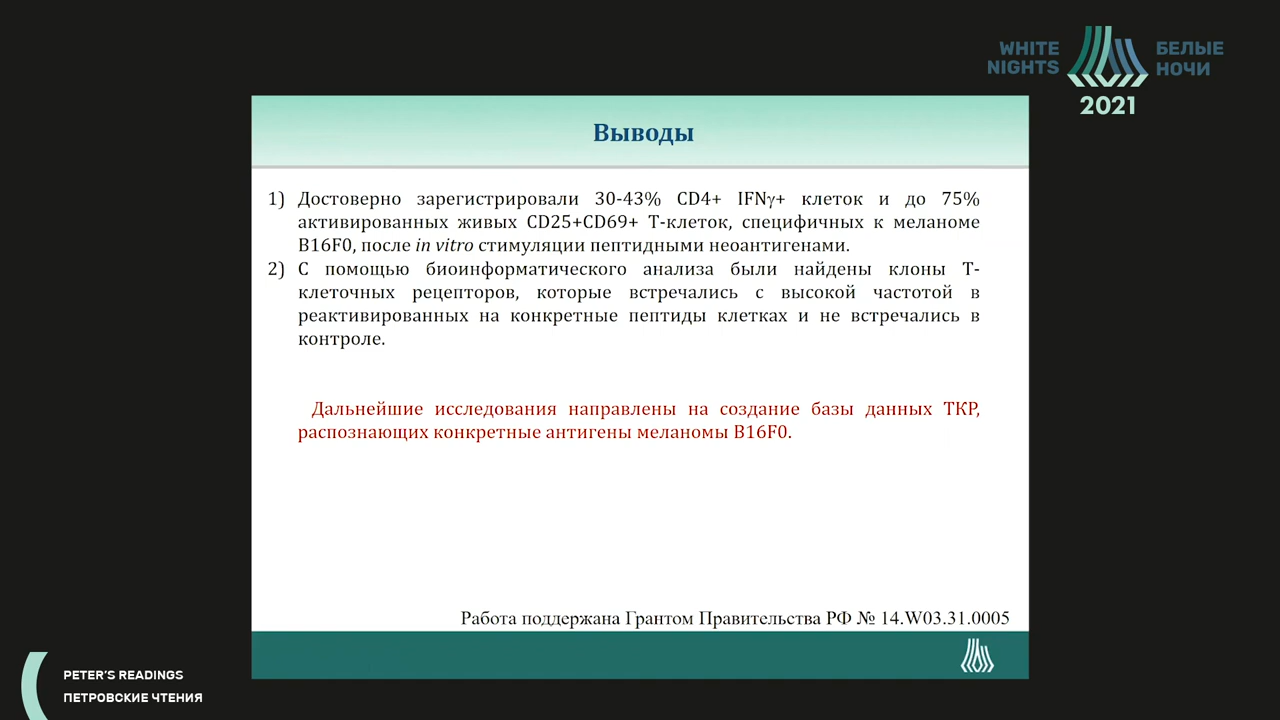 WHITE NIGHTS
БЕЛЫЕ НОЧИ
2021
Выводы
1) Достоверно зарегистрировали 30-43% CD4+ IFNγ+ клеток и до 75%
активированных живых CD25+CD69+ Т-клеток, специфичных к меланоме
B16F0, после in vitro стимуляции пептидными неоантигенами.
2) С помощью биоинформатического анализа были найдены клоны Т-
клеточных рецепторов, которые встречались с высокой частотой в
реактивированных на конкретные пептиды клетках и не встречались в
контроле.
Дальнейшие исследования направлены на создание базы данных ТКР,
распознающих конкретные антигены меланомы B16F0.
Работа поддержана Грантом Правительства РФ № 14.W03.31.0005
PETER'S READINGS
ПЕТРОВСКИЕ ЧТЕНИЯ